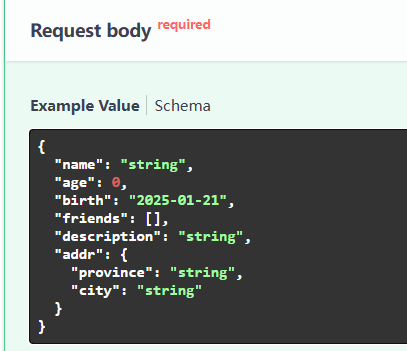 Request body required
Example Value Schema
{
  "name": "string",
  "age": 0,
  "birth": "2025-01-21",
  "friends": [],
  "description": "string",
  "addr": {
    "province": "string",
    "city": "string"
  }
}